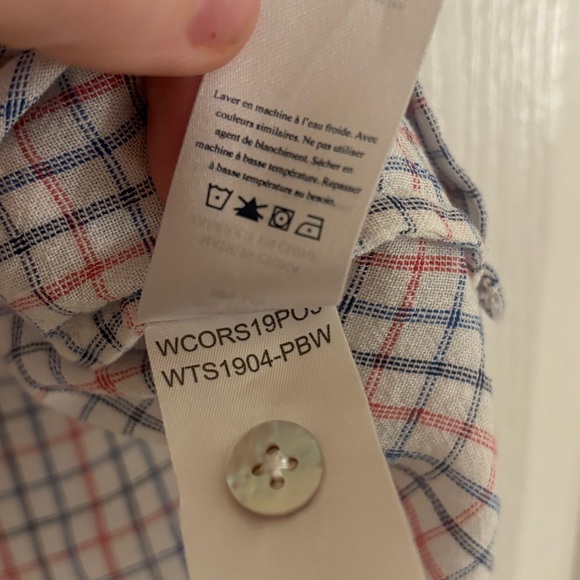 Laver en machine à l'eau froide. Avec
couleurs similaires. Ne pas utiliser
agent de blanchiment. Sécher en
machine à basse température. Repasser
à basse température au besoin.
WCORS19PO
WTS1904-PBW